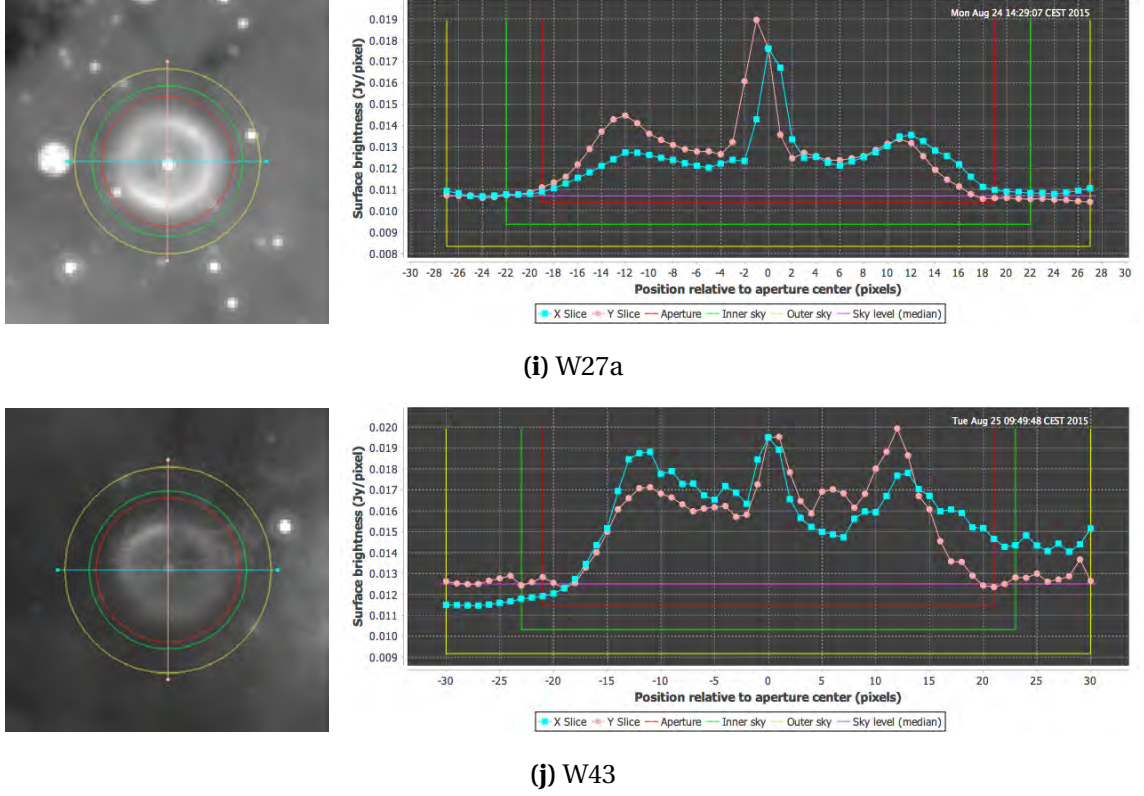 Mon Aug 24 14:29:07 CEST 2015
Surface brightness (Jy/pixel)
0.019
0.018
0.017
0.016
0.015
0.014
0.013
0.012
0.011
0.010
0.009
0.008
-30 -28 -26 -24 -22 -20 -18 -16 -14 -12 -10 -8 -6 -4 -2 0 2 4 6 8 10 12 14 16 18 20 22 24 26 28 30
Position relative to aperture center (pixels)
X Slice Y Slice Aperture Inner sky Outer sky Sky level (median)
(i) W27a
Tue Aug 25 09:49:48 CEST 2015
Surface brightness (Jy/pixel)
0.020
0.019
0.018
0.017
0.016
0.015
0.014
0.013
0.012
0.011
0.010
0.009
-30 -25 -20 -15 -10 -5 0 5 10 15 20 25 30
Position relative to aperture center (pixels)
X Slice Y Slice Aperture Inner sky Outer sky Sky level (median)
(j) W43